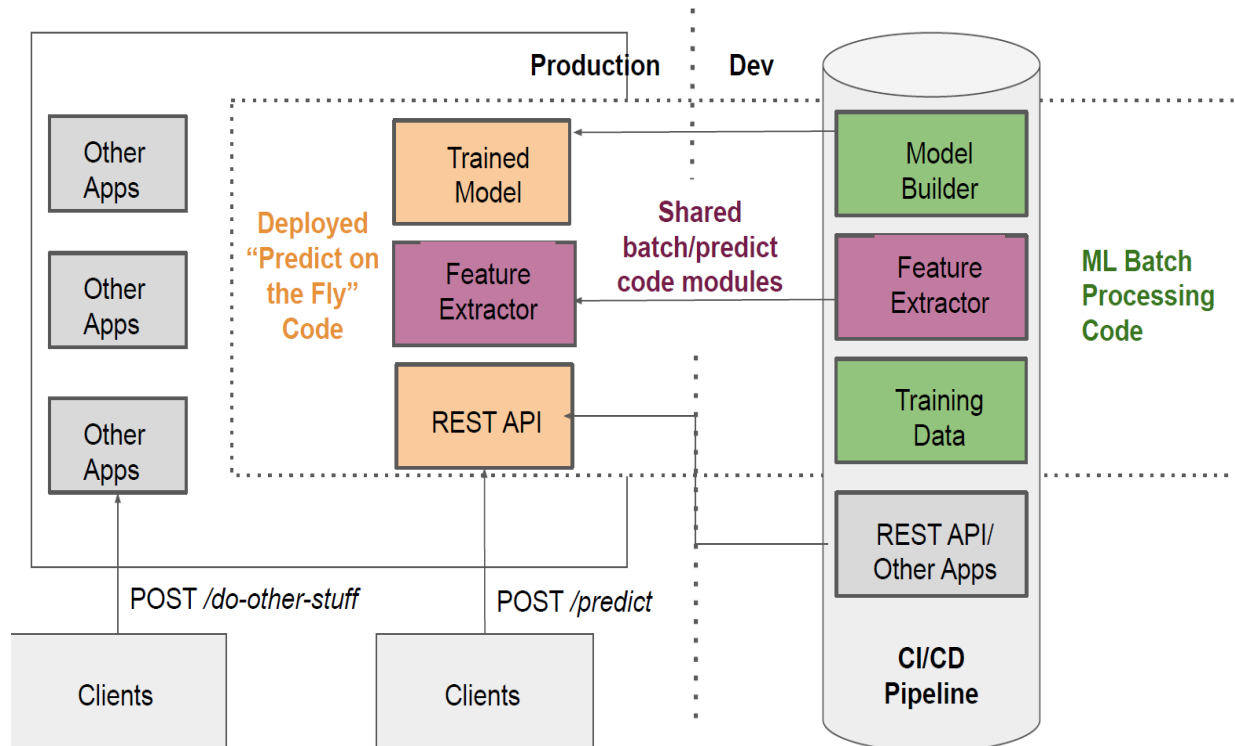 Production
Dev
Other
Apps
Other
Apps
Other
Apps
Deployed
“Predict on
the Fly”
Code
Trained
Model
Feature
Extractor
REST API
Shared
batch/predict
code modules
Model
Builder
Feature
Extractor
Training
Data
REST API/
Other Apps
CI/CD
Pipeline
ML Batch
Processing
Code
POST /do-other-stuff
POST /predict
Clients
Clients